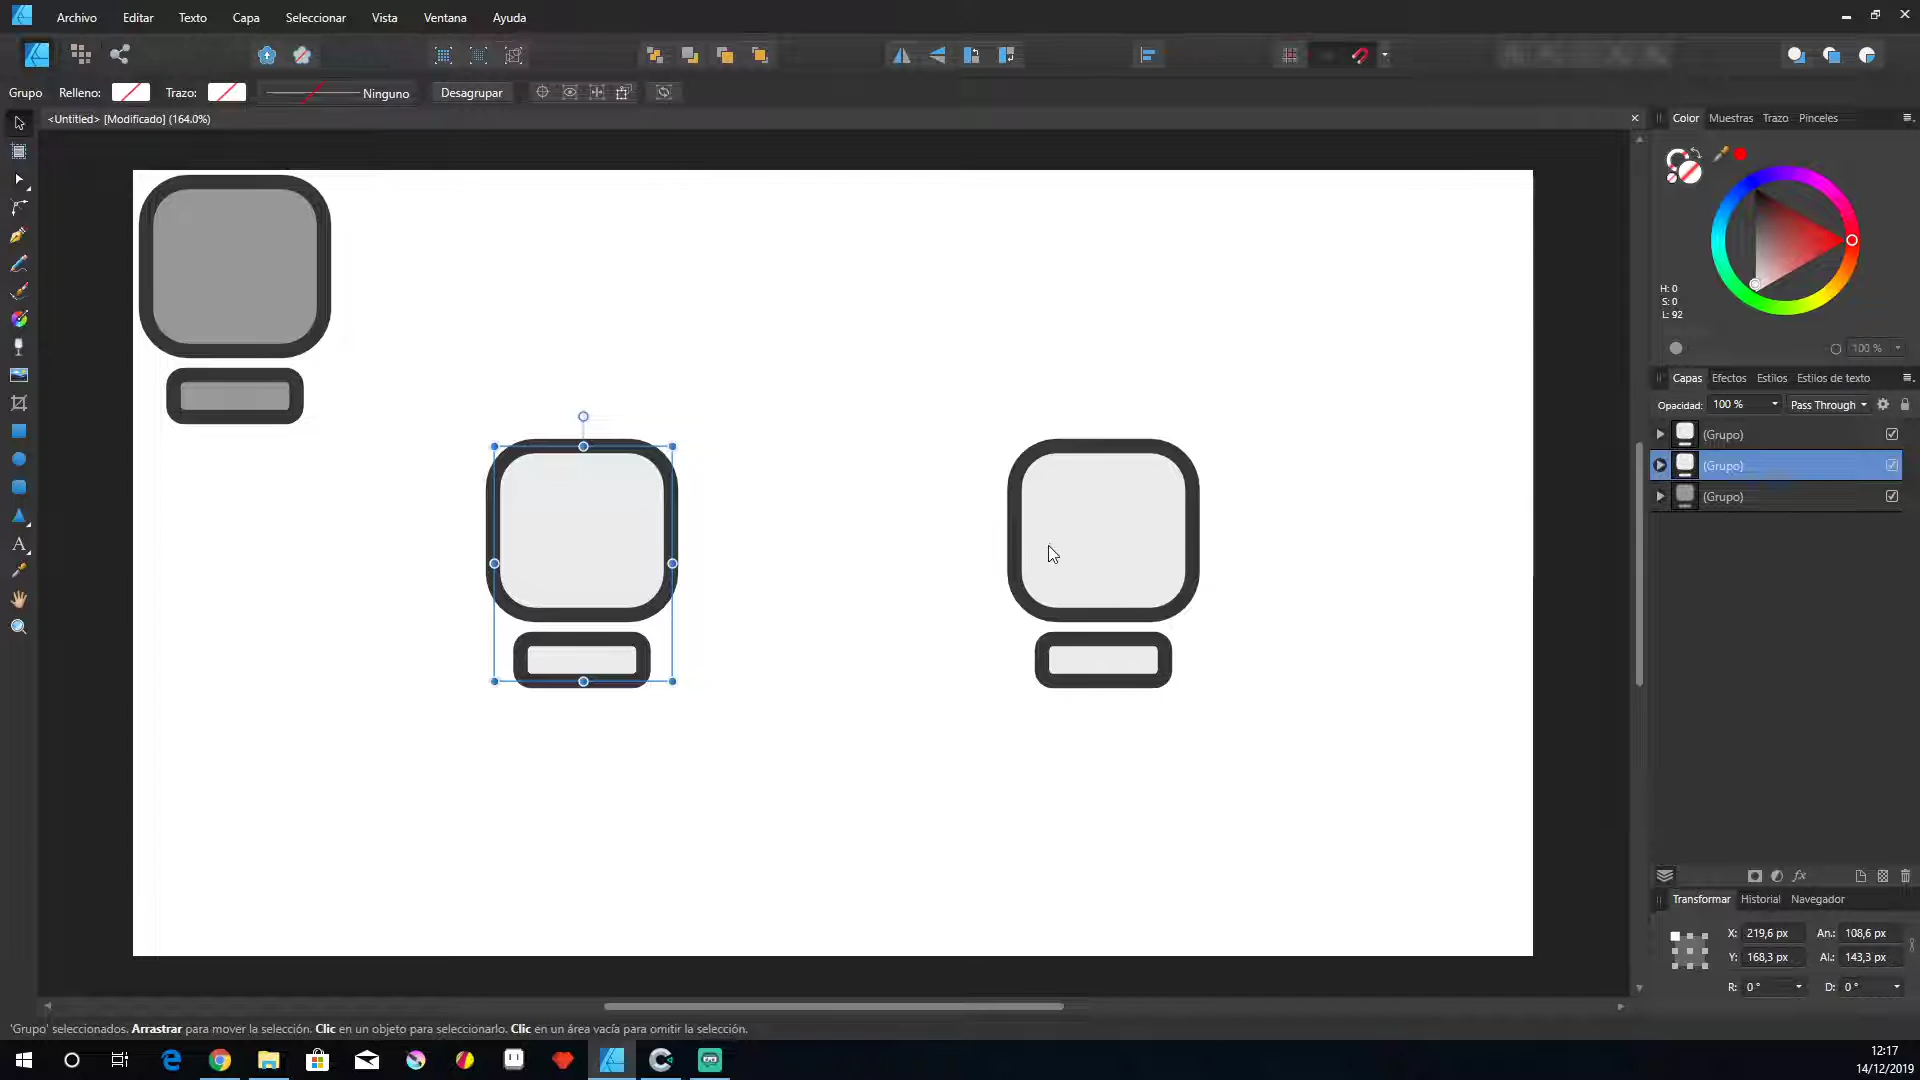 Archivo Editar Texto Capa Seleccionar Vista Ventana Ayuda
Grupo Relleno: Trazo: Ninguno Desagrupar
<Untitled> [Modificado] (164.0%)
Color Muestras Trazo Pinceles
H: 0
S: 0
L: 92
100 %
Capas Efectos Estilos Estilos de texto
Opacidad: 100 % Pass Through
(Grupo)
(Grupo)
(Grupo)
Transformar Historial Navegador
X: 219,6 px An.: 108,6 px
Y: 168,3 px Al.: 143,3 px
R: 0 ° D: 0 °
'Grupo' seleccionados. Arrastrar para mover la selección. Clic en un objeto para seleccionarlo. Clic en un área vacía para omitir la selección.
12:17
14/12/2019